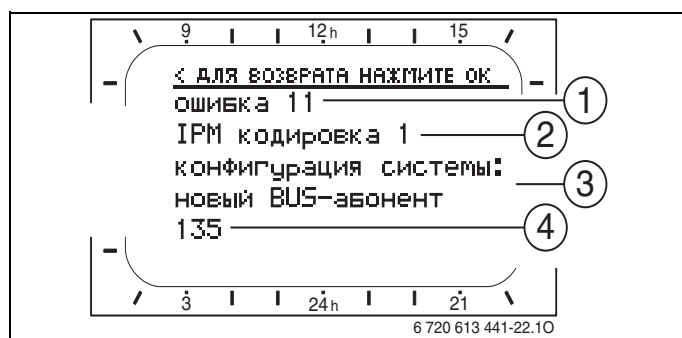 9 12h 15
< ДЛЯ ВОЗВРАТА НАЖМИТЕ ОК
ошибка 11
1
IPM кодировка 1
2
конфигурация системы:
3
новый BUS-абонент
135
4
3 24h 21
6 720 613 441-22.1O